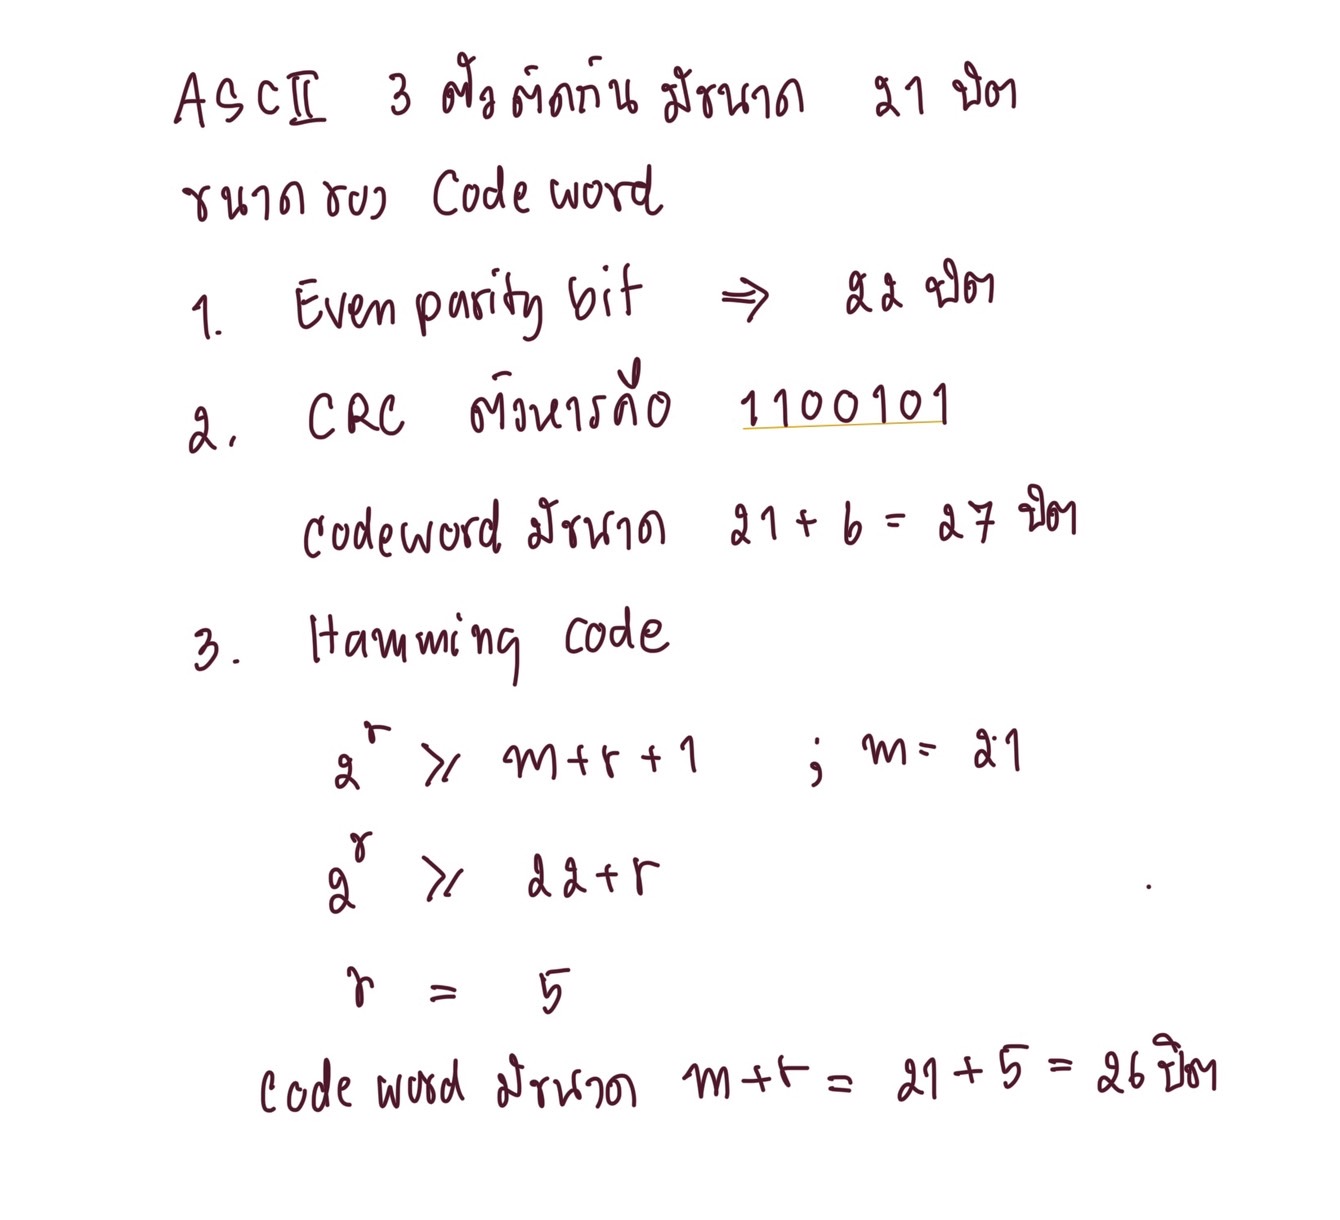 ASCII 3 ตัวติดกัน มีขนาด 21 บิต
ขนาดของ Code word
1. Even parity bit ⇒ 22 บิต
2. CRC ตัวหารคือ 1100101
codeword มีขนาด 21 + 6 = 27 บิต
3. Hamming code
2^r ≥ m + r + 1 ; m = 21
2^r ≥ 22 + r
r = 5
code word มีขนาด m + r = 21 + 5 = 26 บิต